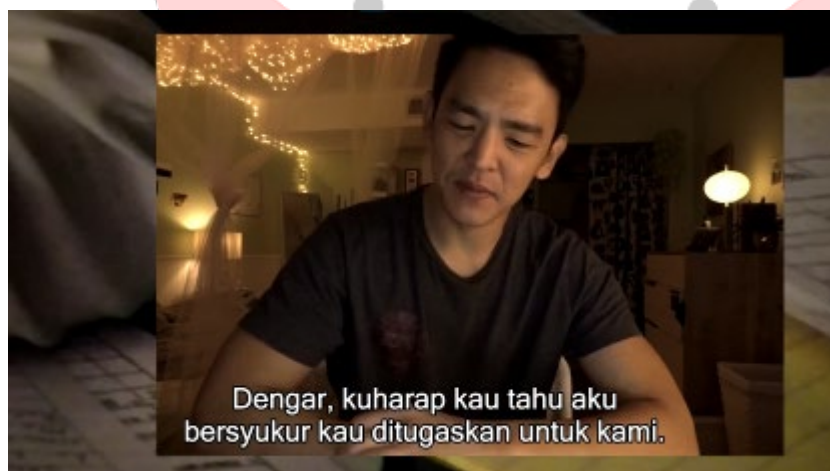 Dengar, kuharap kau tahu aku
bersyukur kau ditugaskan untuk kami.